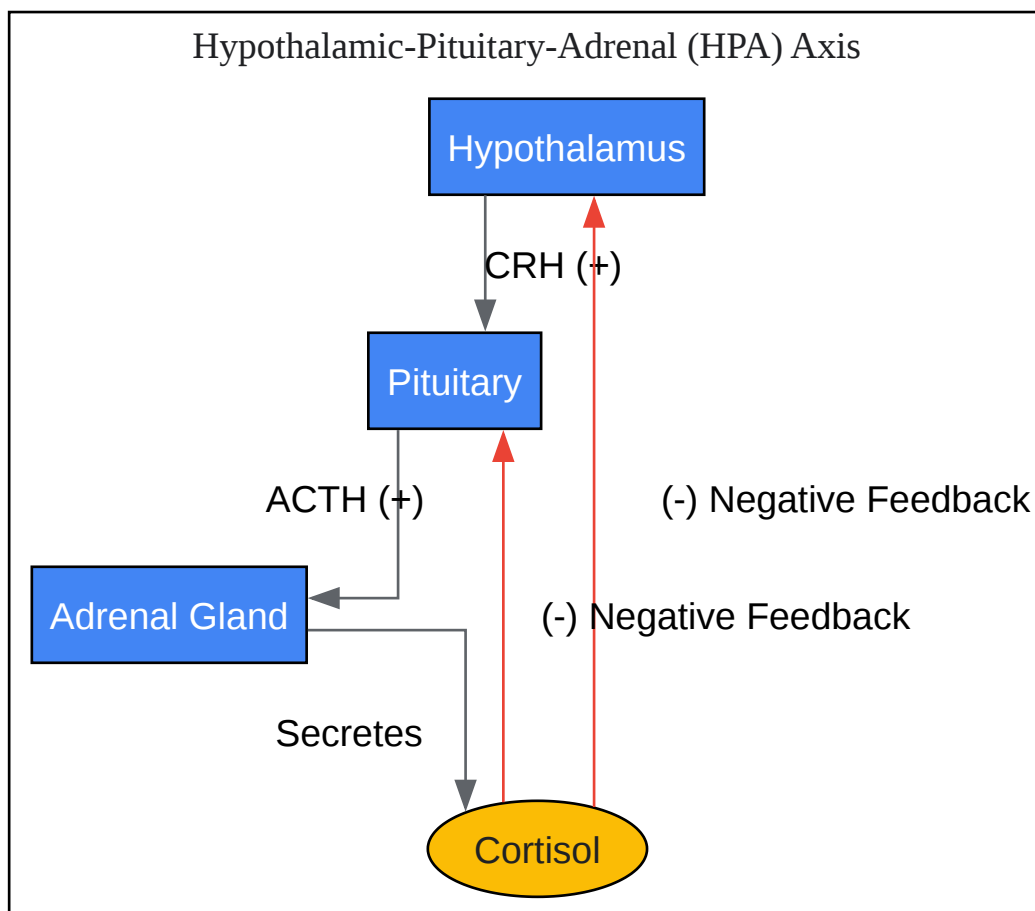 Hypothalamic-Pituitary-Adrenal (HPA) Axis
Hypothalamus
CRH (+)
Pituitary
ACTH (+)
(-) Negative Feedback
Adrenal Gland
(-) Negative Feedback
Secretes
Cortisol